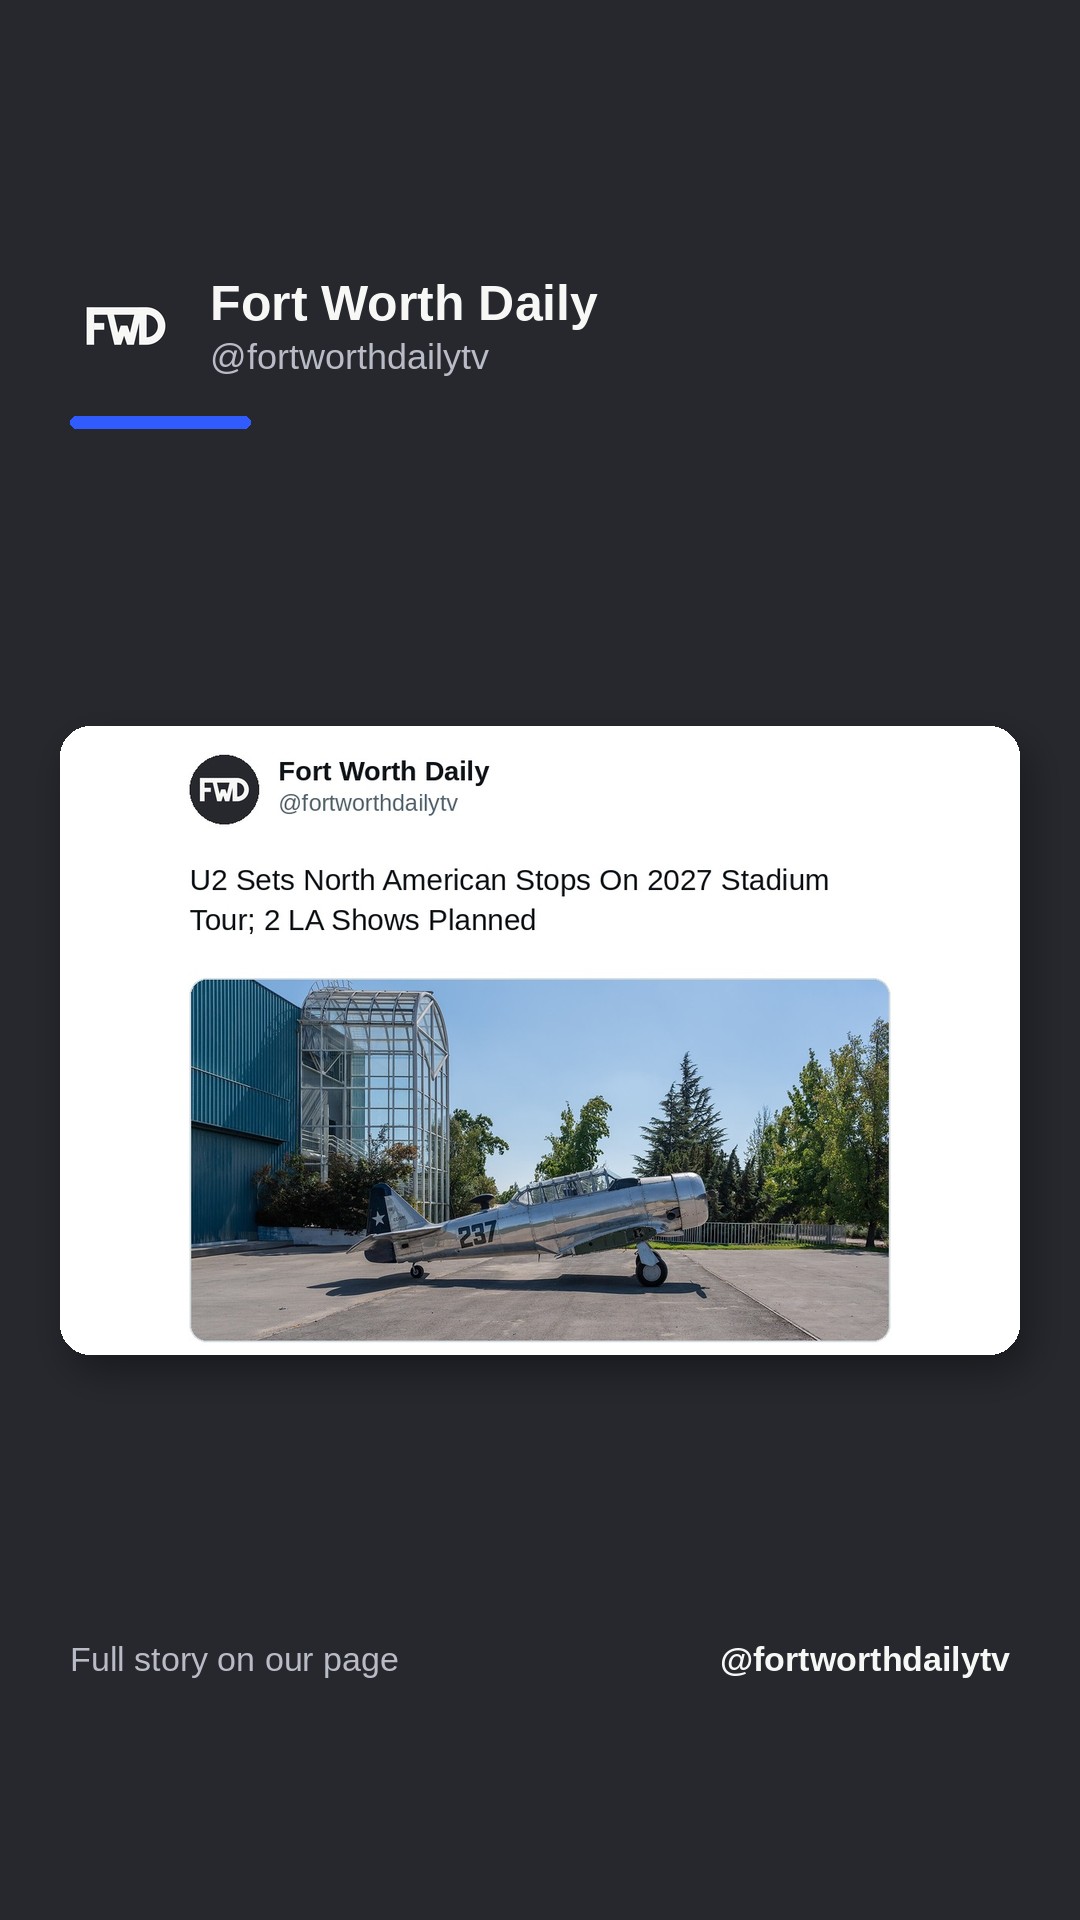 FWD
Fort Worth Daily
@fortworthdailytv
FWD
Fort Worth Daily
@fortworthdailytv
U2 Sets North American Stops On 2027 Stadium
Tour; 2 LA Shows Planned
237
Full story on our page
@fortworthdailytv